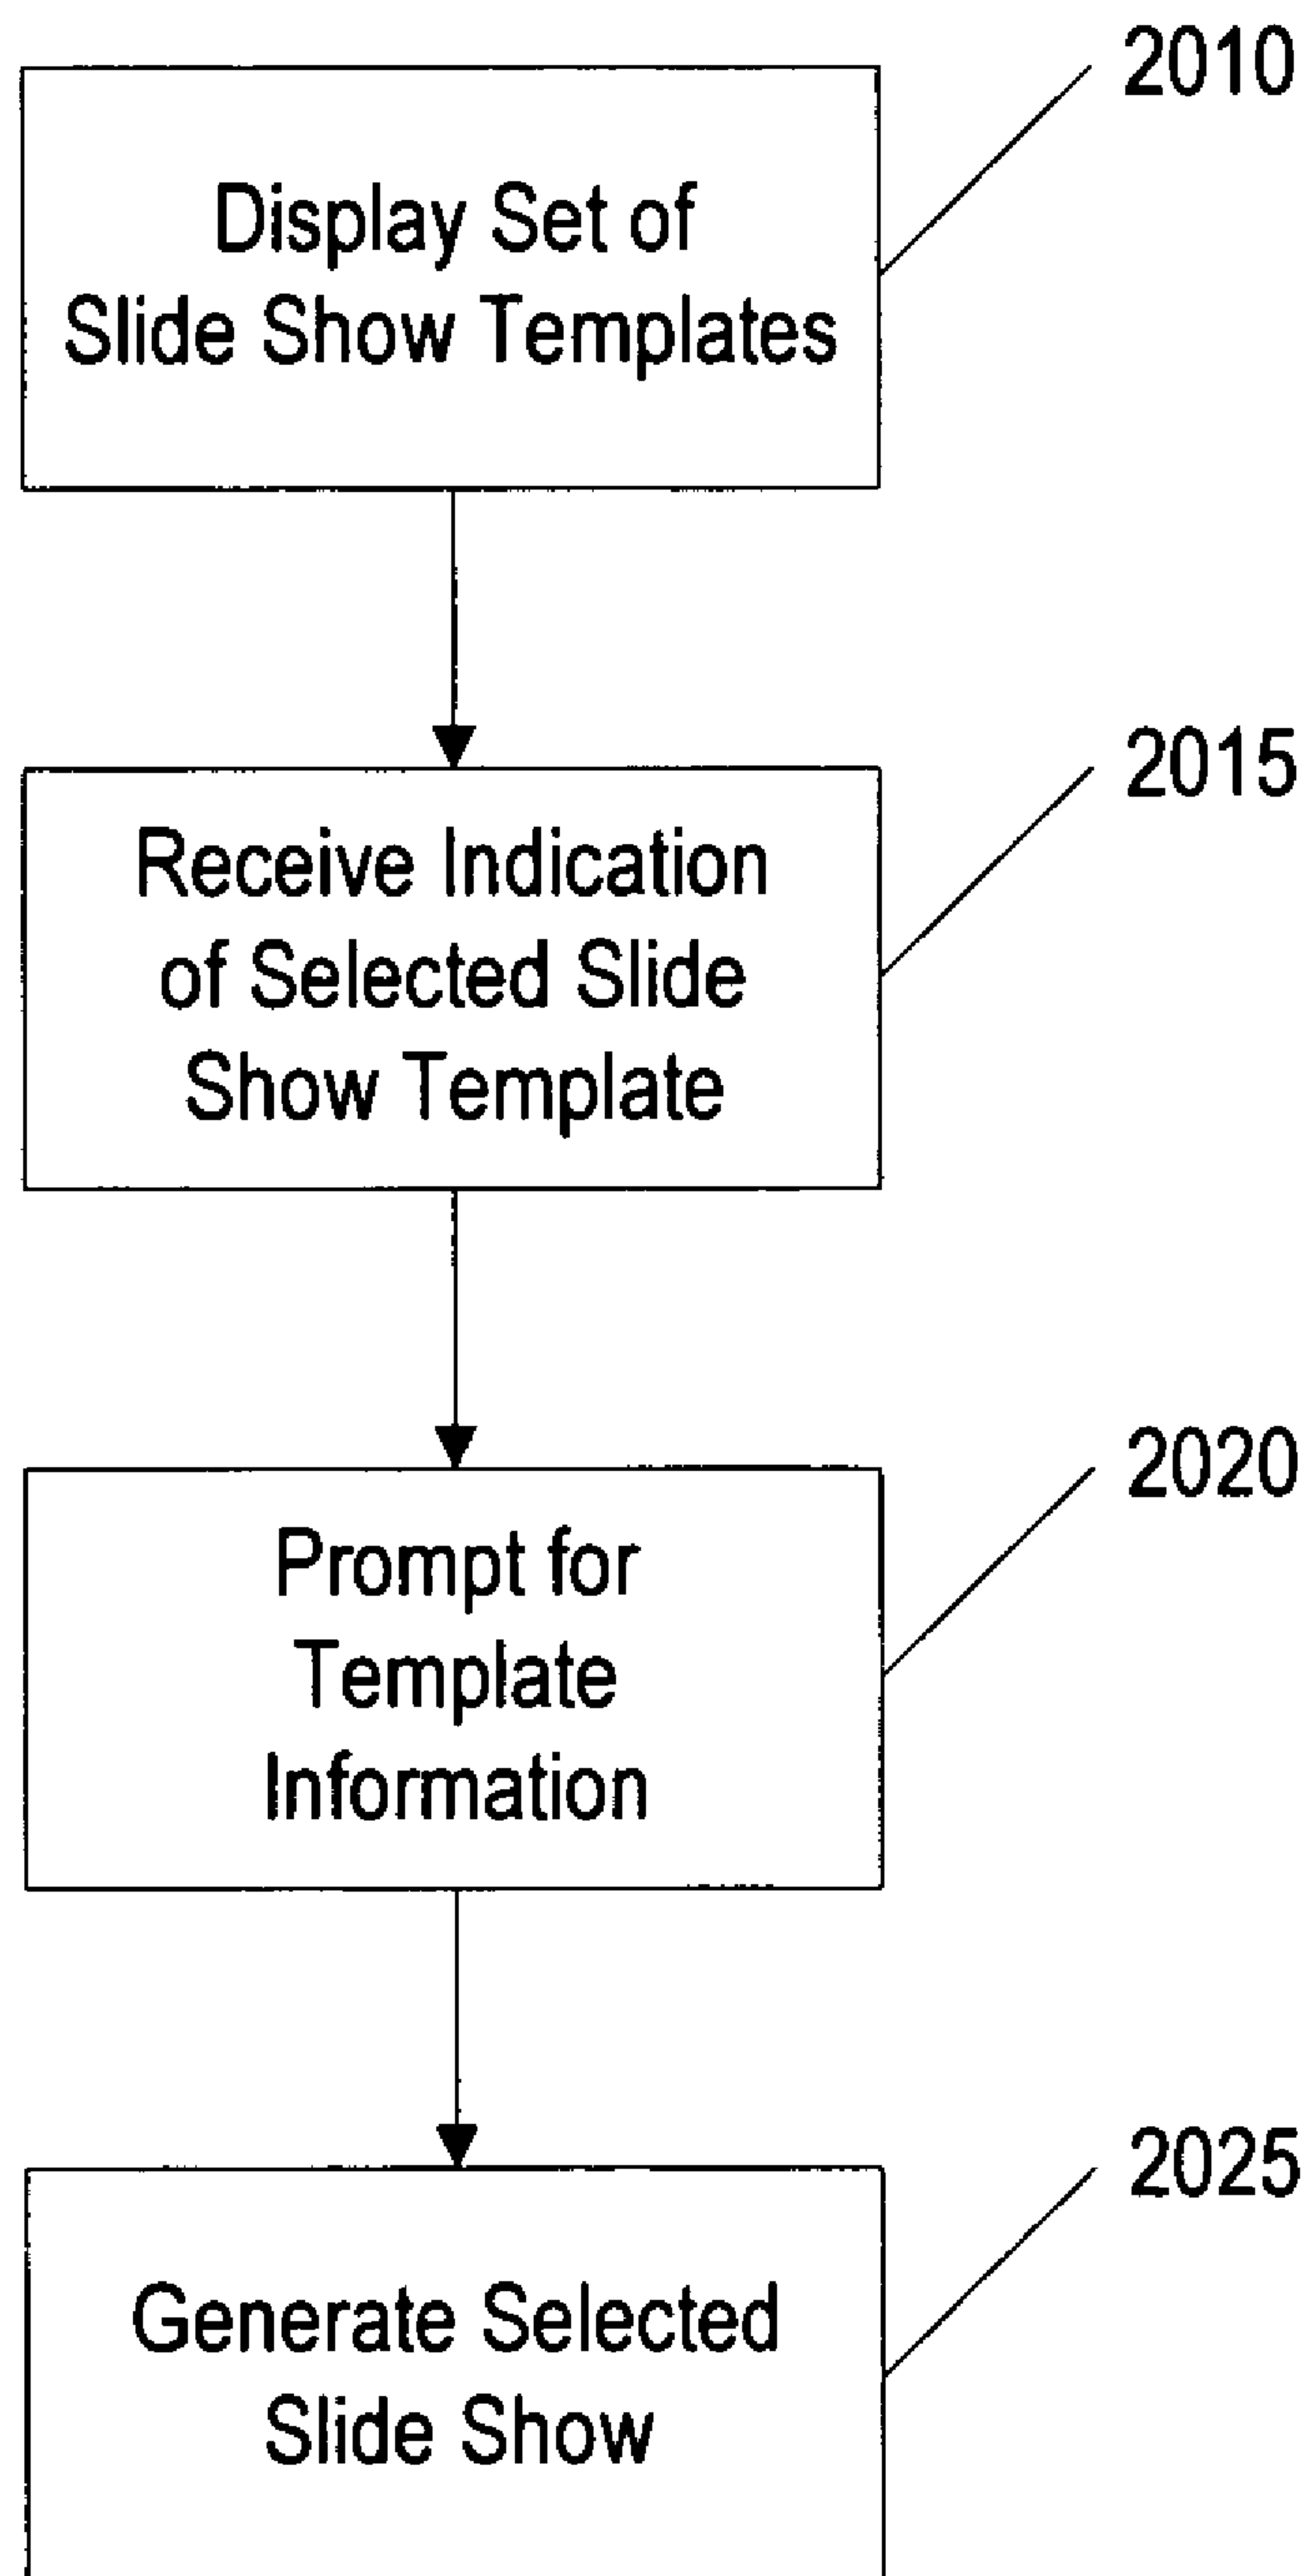 2010
Display Set of
Slide Show Templates
2015
Receive Indication
of Selected Slide
Show Template
2020
Prompt for
Template
Information
2025
Generate Selected
Slide Show